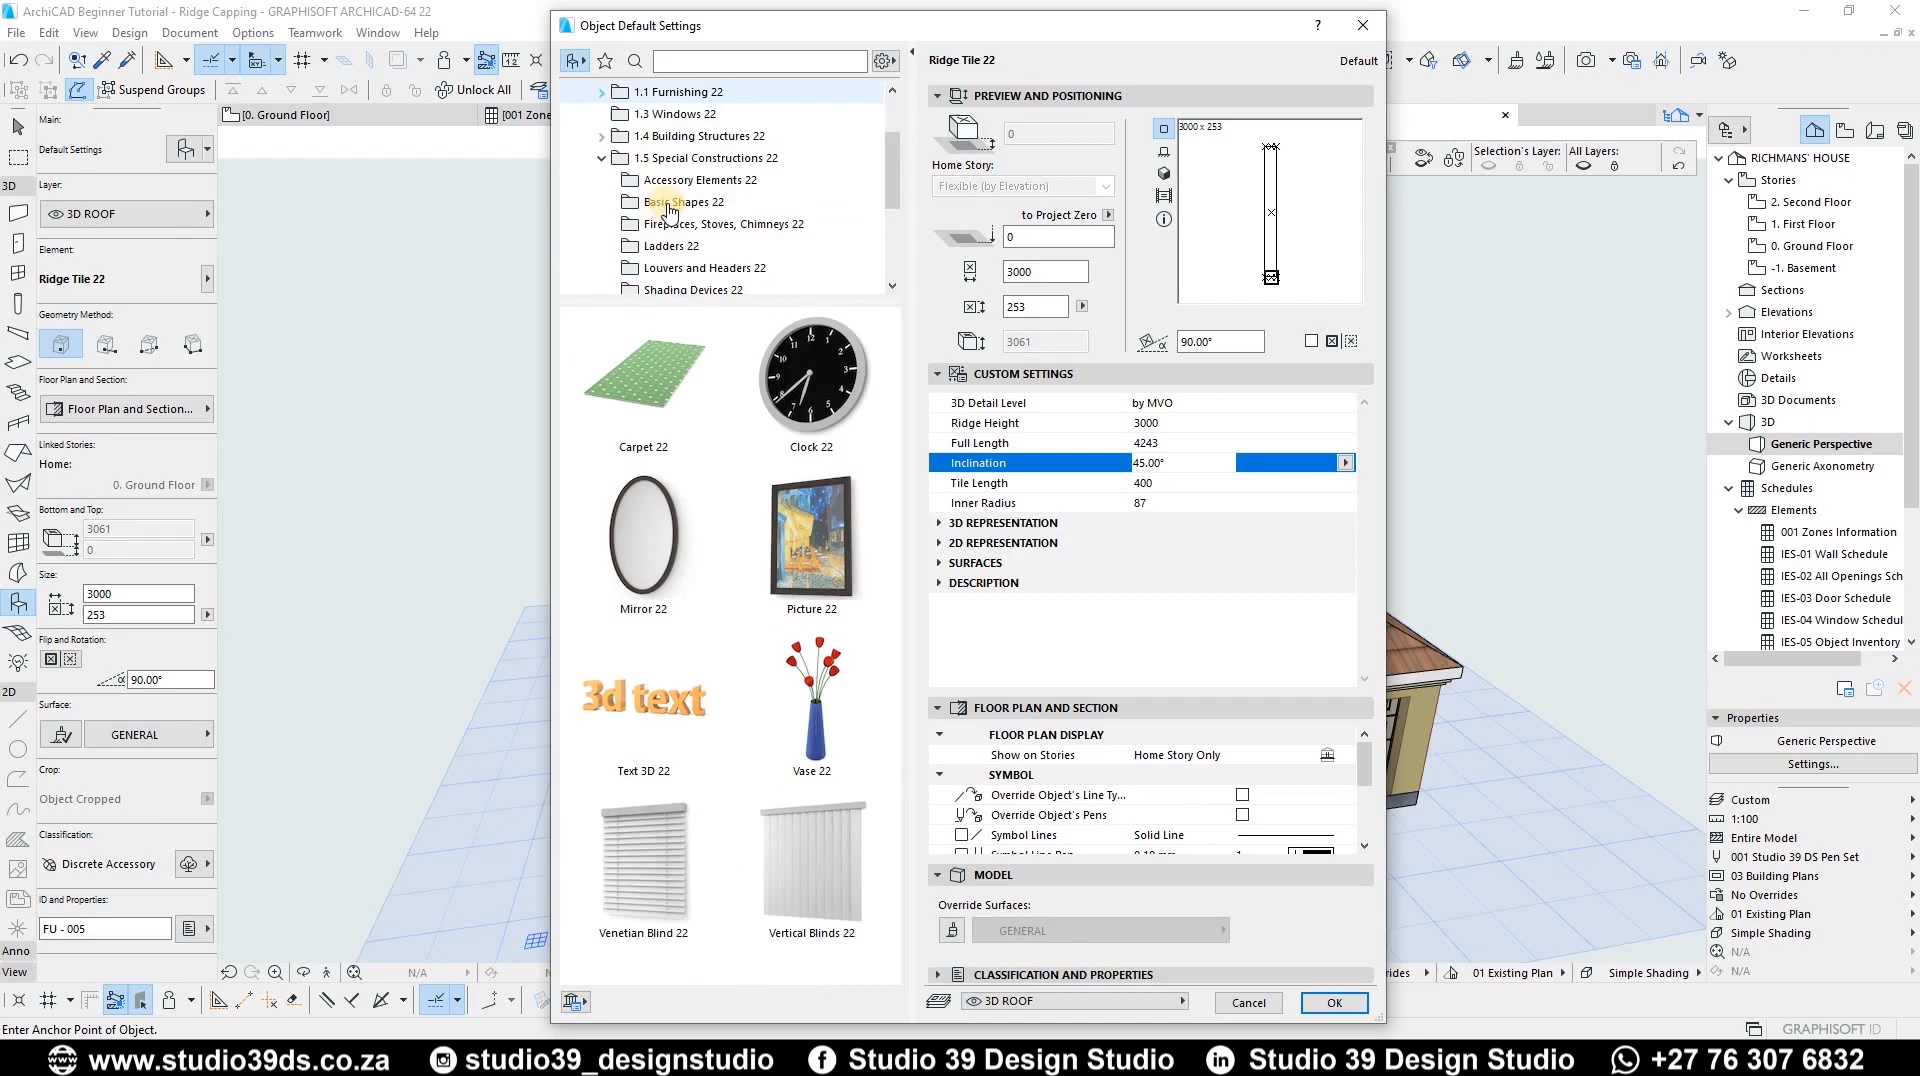 ArchiCAD Beginner Tutorial - Ridge Capping - GRAPHISOFT ARCHICAD-64 22
File Edit View Design Document Options Teamwork Window Help
Suspend Groups
Unlock All
[0. Ground Floor]
[001 Zone
Main:
Default Settings
3D
Layer:
3D ROOF
Element:
Ridge Tile 22
Geometry Method:
Floor Plan and Section:
Floor Plan and Section...
Linked Stories:
Home:
0. Ground Floor
Bottom and Top:
3061
0
Size:
3000
253
Flip and Rotation:
90.00°
2D
Surface:
GENERAL
Crop:
Object Cropped
Classification:
Discrete Accessory
ID and Properties:
FU - 005
Anno
View
N/A
Enter Anchor Point of Object.
Object Default Settings
1.1 Furnishing 22
1.3 Windows 22
1.4 Building Structures 22
1.5 Special Constructions 22
Accessory Elements 22
Basic Shapes 22
Fireplaces, Stoves, Chimneys 22
Ladders 22
Louvers and Headers 22
Shading Devices 22
Carpet 22
Clock 22
Mirror 22
Picture 22
3d text
Text 3D 22
Vase 22
Venetian Blind 22
Vertical Blinds 22
Ridge Tile 22
Default
PREVIEW AND POSITIONING
0
Home Story:
Flexible (by Elevation)
to Project Zero
0
3000
253
3061
3000 x 253
90.00°
CUSTOM SETTINGS
3D Detail Level by MVO
Ridge Height 3000
Full Length 4243
Inclination 45.00°
Tile Length 400
Inner Radius 87
3D REPRESENTATION
2D REPRESENTATION
SURFACES
DESCRIPTION
FLOOR PLAN AND SECTION
FLOOR PLAN DISPLAY
Show on Stories Home Story Only
SYMBOL
Override Object's Line Ty...
Override Object's Pens
Symbol Lines Solid Line
MODEL
Override Surfaces:
GENERAL
CLASSIFICATION AND PROPERTIES
3D ROOF
Cancel
OK
Selection's Layer:
All Layers:
RICHMANS' HOUSE
Stories
2. Second Floor
1. First Floor
0. Ground Floor
-1. Basement
Sections
Elevations
Interior Elevations
Worksheets
Details
3D Documents
3D
Generic Perspective
Generic Axonometry
Schedules
Elements
001 Zones Information
IES-01 Wall Schedule
IES-02 All Openings Sch
IES-03 Door Schedule
IES-04 Window Schedul
IES-05 Object Inventory
Properties
Generic Perspective
Settings...
Custom
1:100
Entire Model
001 Studio 39 DS Pen Set
03 Building Plans
No Overrides
01 Existing Plan
Simple Shading
N/A
N/A
rides
01 Existing Plan
Simple Shading
GRAPHISOFT ID
www.studio39ds.co.za studio39_designstudio Studio 39 Design Studio Studio 39 Design Studio +27 76 307 6832